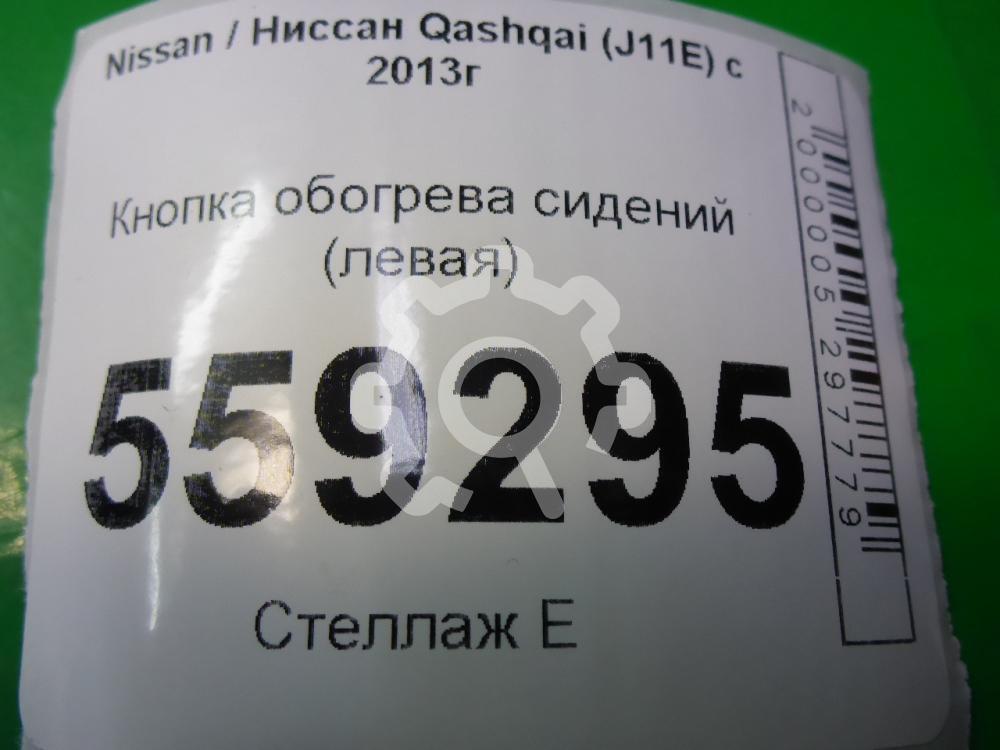 Nissan / Ниссан Qashqai (J11E) с
2013г
Кнопка обогрева сидений
(левая)
559295
Стеллаж Е
2000005297779